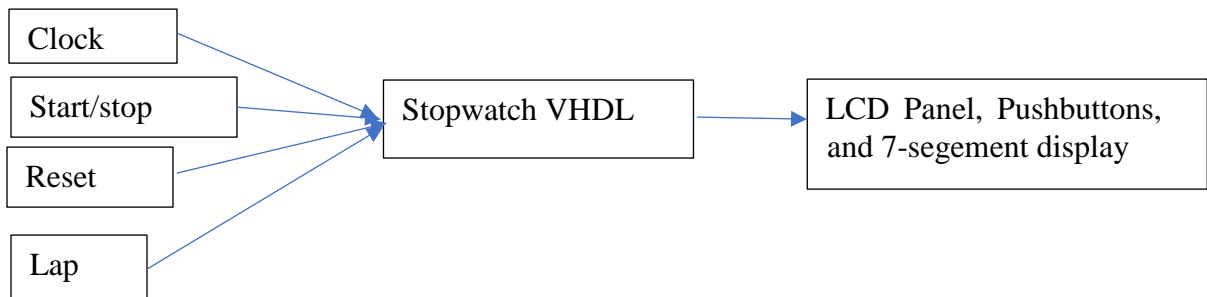 Clock
Start/stop
Reset
Lap
Stopwatch VHDL
LCD Panel, Pushbuttons,
and 7-segement display